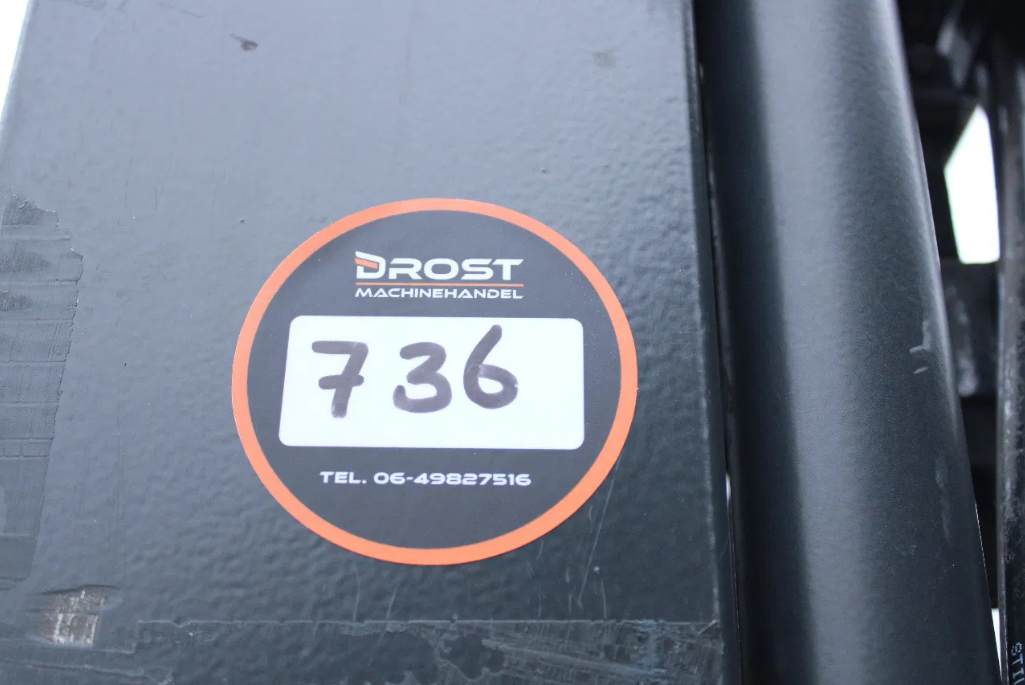 DROST
MACHINEHANDEL
736
TEL. 06-49827516